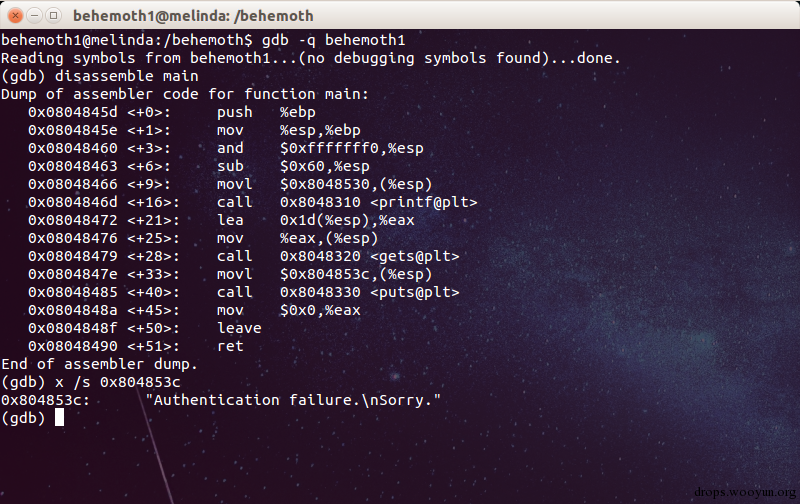 behemoth1@melinda: /behemoth
behemoth1@melinda:/behemoth$ gdb -q behemoth1
Reading symbols from behemoth1...(no debugging symbols found)...done.
(gdb) disassemble main
Dump of assembler code for function main:
   0x0804845d <+0>:     push   %ebp
   0x0804845e <+1>:     mov    %esp,%ebp
   0x08048460 <+3>:     and    $0xfffffff0,%esp
   0x08048463 <+6>:     sub    $0x60,%esp
   0x08048466 <+9>:     movl   $0x8048530,(%esp)
   0x0804846d <+16>:    call   0x8048310 <printf@plt>
   0x08048472 <+21>:    lea    0x1d(%esp),%eax
   0x08048476 <+25>:    mov    %eax,(%esp)
   0x08048479 <+28>:    call   0x8048320 <gets@plt>
   0x0804847e <+33>:    movl   $0x804853c,(%esp)
   0x08048485 <+40>:    call   0x8048330 <puts@plt>
   0x0804848a <+45>:    mov    $0x0,%eax
   0x0804848f <+50>:    leave
   0x08048490 <+51>:    ret
End of assembler dump.
(gdb) x /s 0x804853c
0x804853c:      "Authentication failure.\nSorry."
(gdb)
drops.wooyun.org